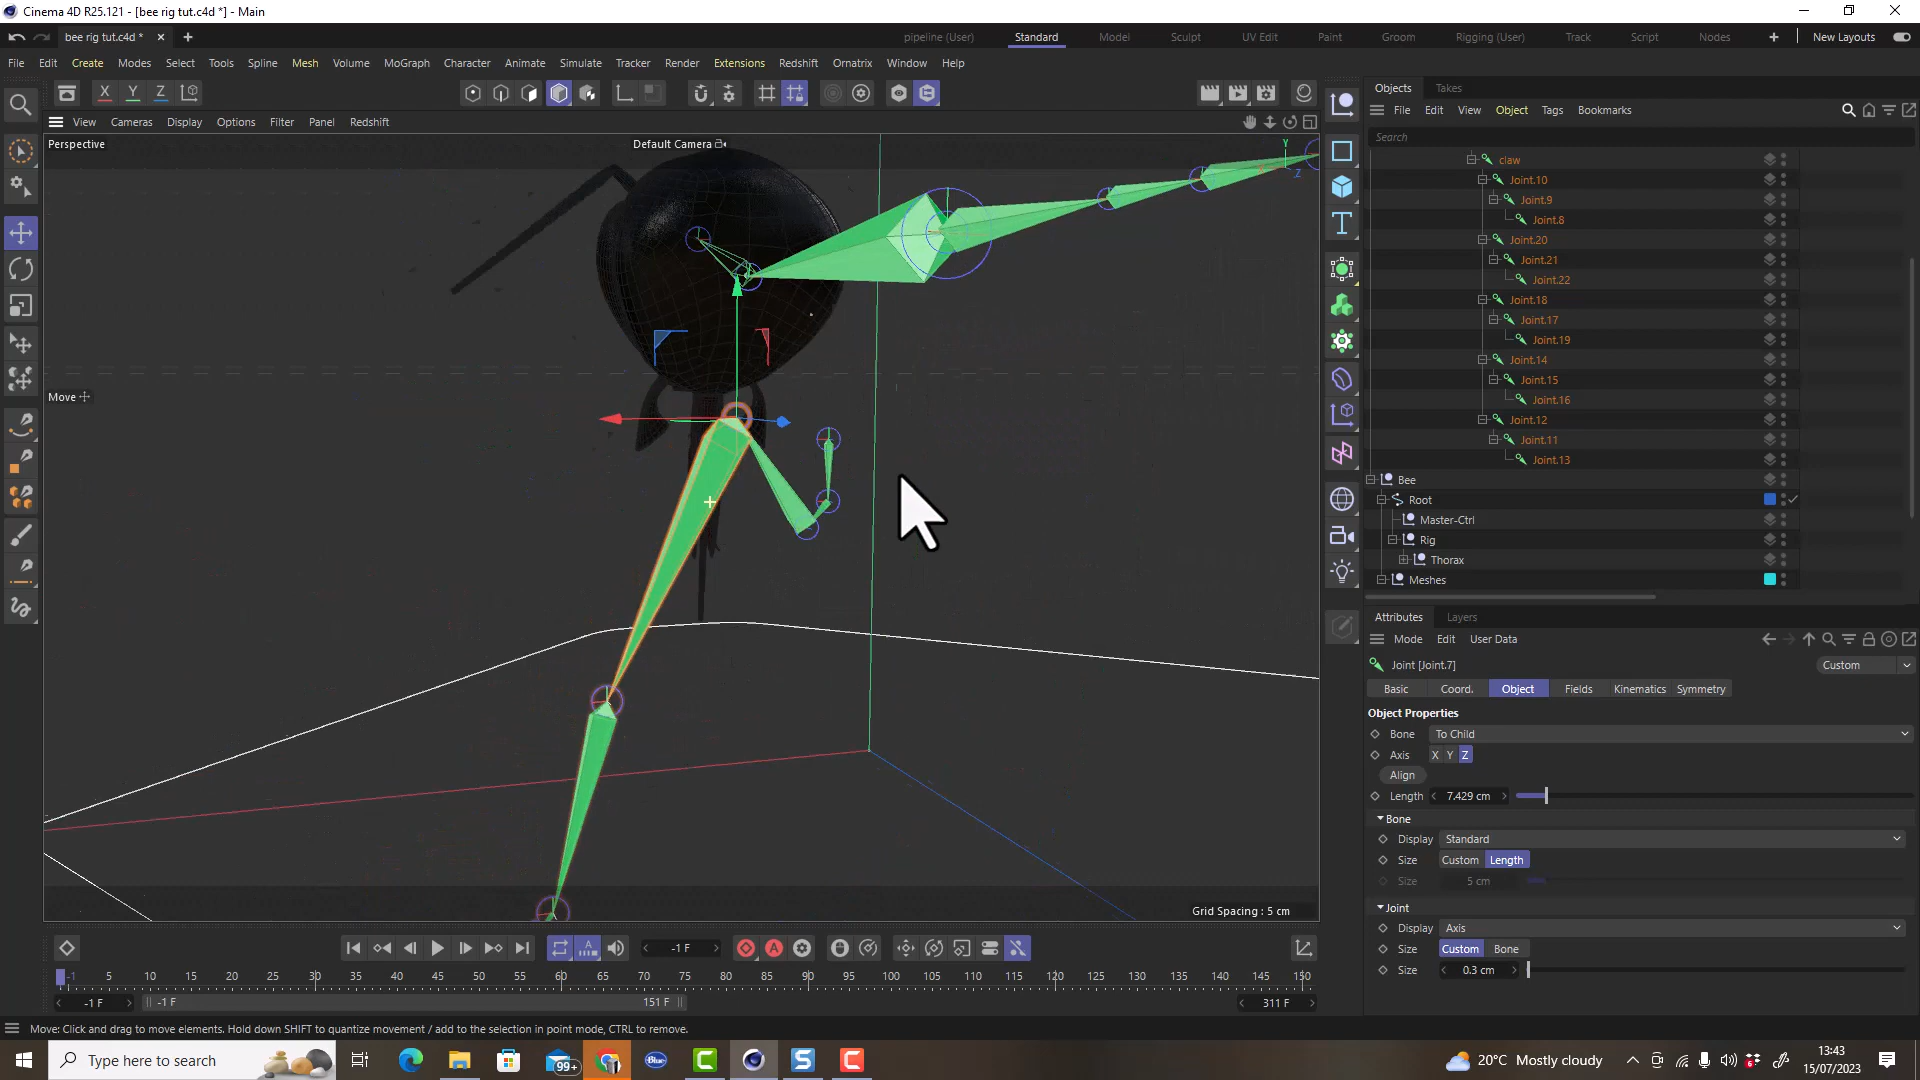 Cinema 4D R25.121 - [bee rig tut.c4d *] - Main
bee rig tut.c4d *
pipeline (User) Standard Model Sculpt UV Edit Paint Groom Rigging (User) Track Script Nodes New Layouts
File Edit Create Modes Select Tools Spline Mesh Volume MoGraph Character Animate Simulate Tracker Render Extensions Redshift Ornatrix Window Help
X Y Z
Objects Takes
File Edit View Object Tags Bookmarks
View Cameras Display Options Filter Panel Redshift
Search
Perspective
Default Camera
Y
Z
Move
claw
Joint.10
Joint.9
Joint.8
Joint.20
Joint.21
Joint.22
Joint.18
Joint.17
Joint.19
Joint.14
Joint.15
Joint.16
Joint.12
Joint.11
Joint.13
Bee
Root
Master-Ctrl
Rig
Thorax
Meshes
Attributes Layers
Mode Edit User Data
Joint [Joint.7]
Custom
Basic Coord. Object Fields Kinematics Symmetry
Object Properties
Bone To Child
Axis X Y Z
Align
Length 7.429 cm
Bone
Display Standard
Size Custom Length
Size 5 cm
Joint
Display Axis
Size Custom Bone
Size 0.3 cm
Grid Spacing : 5 cm
-1 F
-1 5 10 15 20 25 30 35 40 45 50 55 60 65 70 75 80 85 90 95 100 105 110 115 120 125 130 135 140 145 150
-1 F -1 F 151 F 311 F
Move: Click and drag to move elements. Hold down SHIFT to quantize movement / add to the selection in point mode, CTRL to remove.
Type here to search
99+
Blue
20°C Mostly cloudy
13:43
15/07/2023